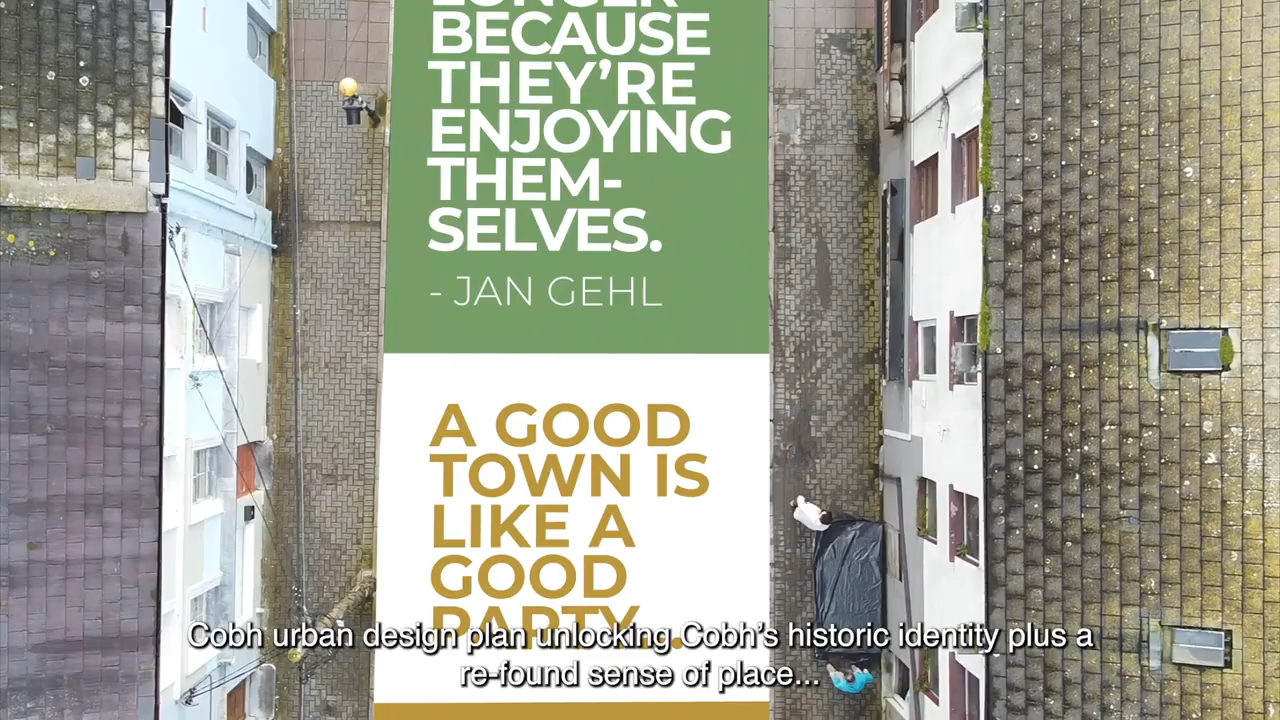 BECAUSE
THEY’RE
ENJOYING
THEM-
SELVES.
- JAN GEHL
A GOOD
TOWN IS
LIKE A
GOOD
PARTY...
Cobh urban design plan unlocking Cobh’s historic identity plus a
re-found sense of place...